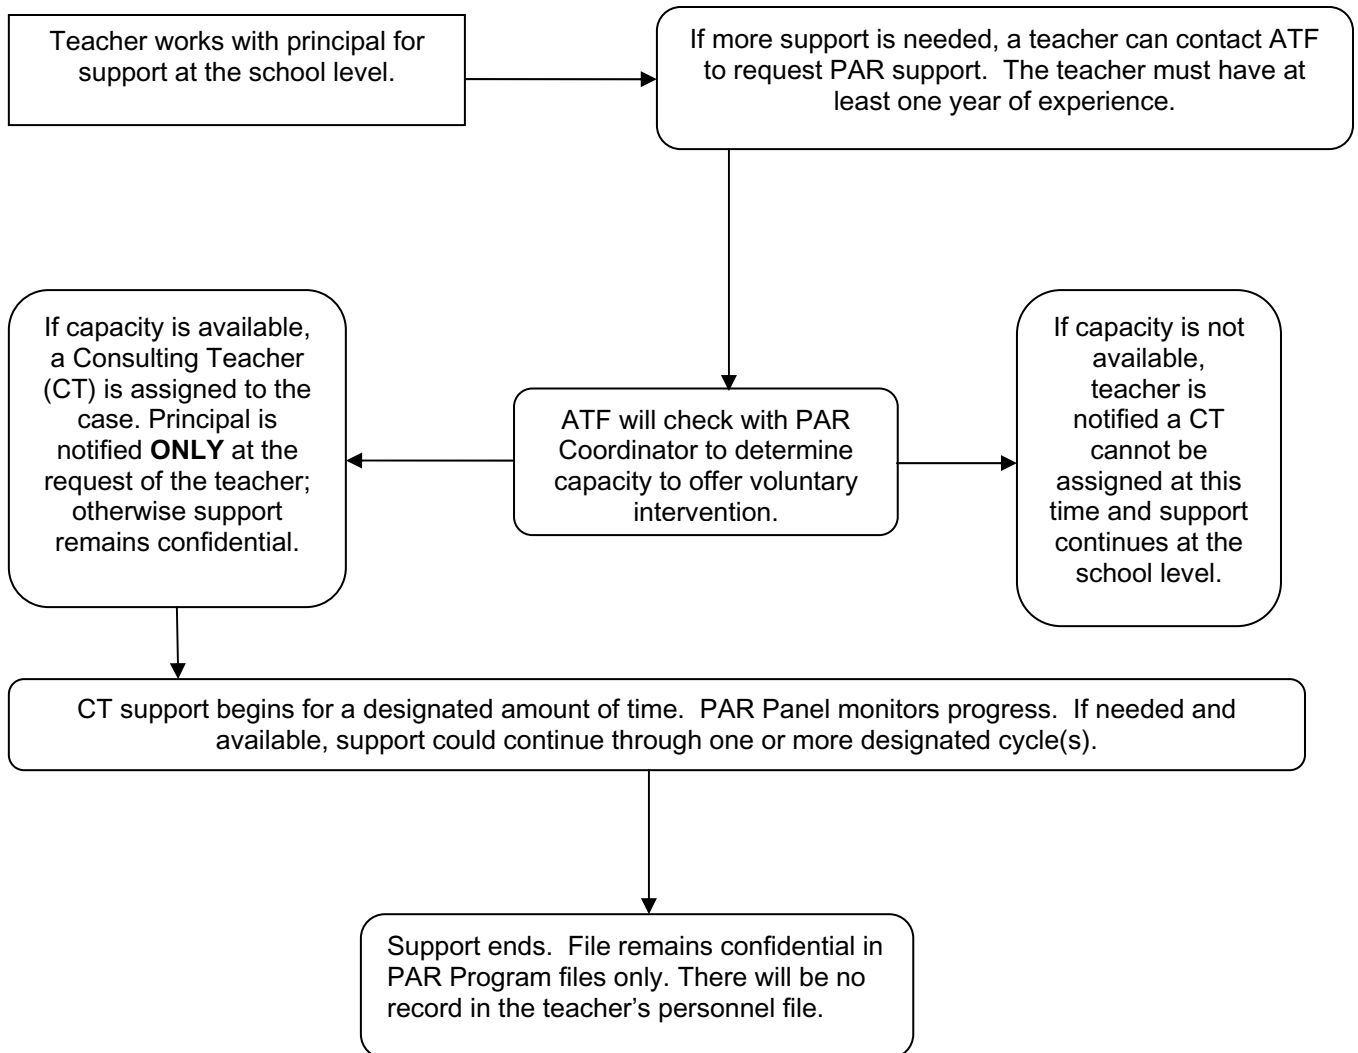 Teacher works with principal for
support at the school level.
If more support is needed, a teacher can contact ATF
to request PAR support.  The teacher must have at
least one year of experience.
If capacity is available,
a Consulting Teacher
(CT) is assigned to the
case. Principal is
notified ONLY at the
request of the teacher;
otherwise support
remains confidential.
ATF will check with PAR
Coordinator to determine
capacity to offer voluntary
intervention.
If capacity is not
available,
teacher is
notified a CT
cannot be
assigned at this
time and support
continues at the
school level.
CT support begins for a designated amount of time.  PAR Panel monitors progress.  If needed and
available, support could continue through one or more designated cycle(s).
Support ends.  File remains confidential in
PAR Program files only. There will be no
record in the teacher’s personnel file.